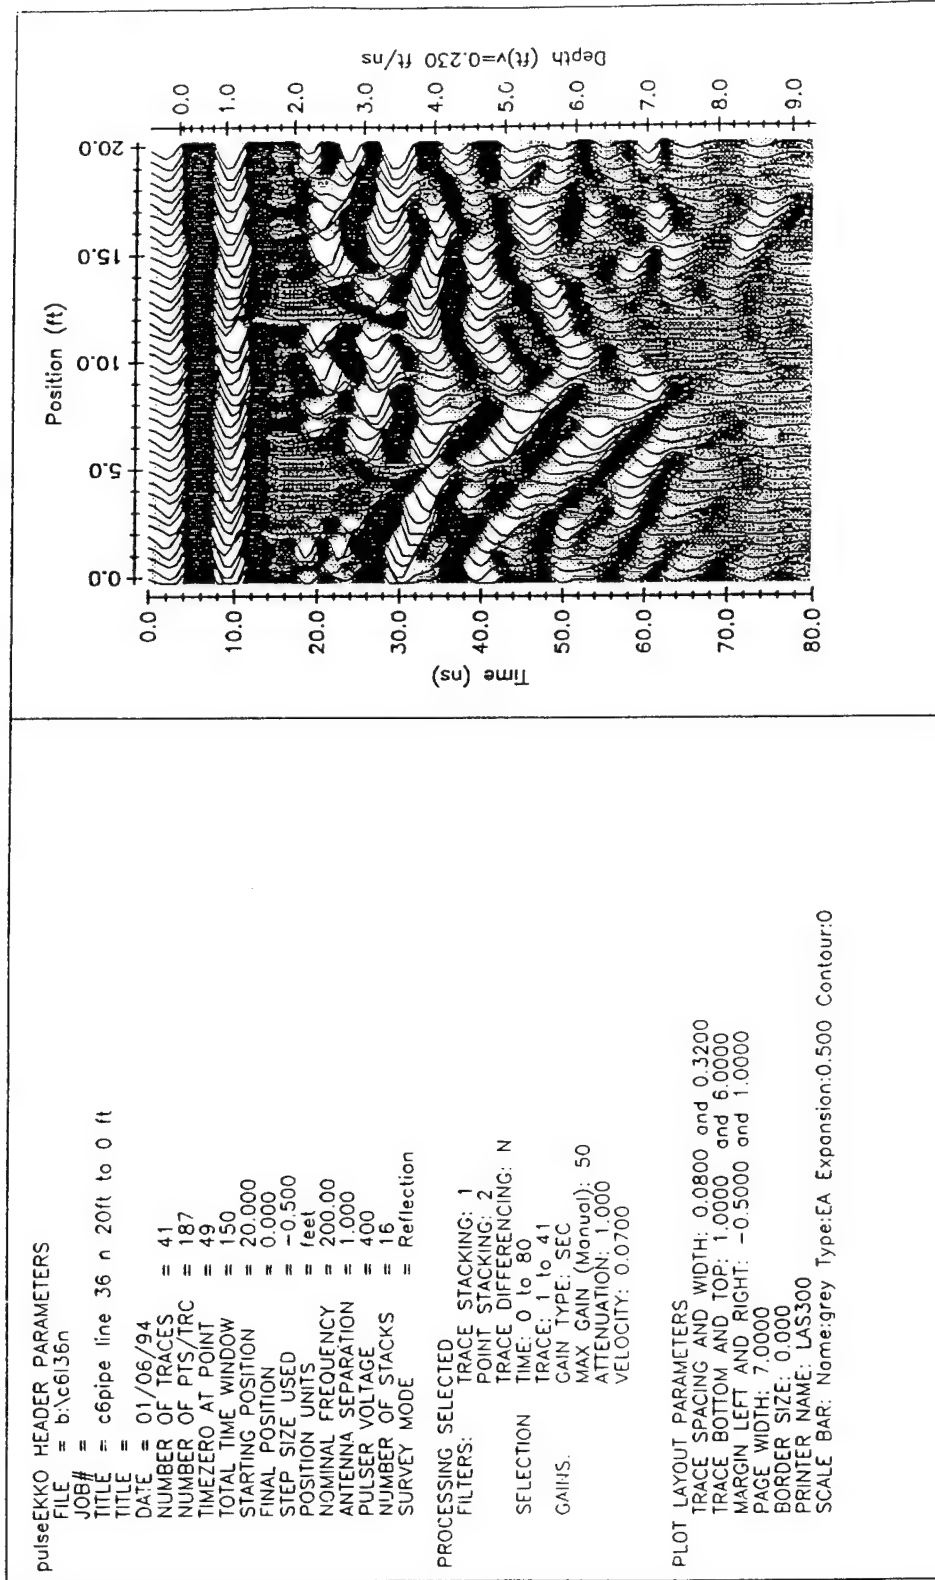 pulseEKKO HEADER PARAMETERS
FILE = b:\c6l36n
JOB# =
TITLE = c6pipe line 36 n 20ft to 0 ft
TITLE =
DATE = 01/06/94
NUMBER OF TRACES = 41
NUMBER OF PTS/TRC = 187
TIMEZERO AT POINT = 49
TOTAL TIME WINDOW = 150
STARTING POSITION = 20.000
FINAL POSITION = 0.000
STEP SIZE USED = -0.500
POSITION UNITS = feet
NOMINAL FREQUENCY = 200.00
ANTENNA SEPARATION = 1.000
PULSER VOLTAGE = 400
NUMBER OF STACKS = 16
SURVEY MODE = Reflection
PROCESSING SELECTED
FILTERS: TRACE STACKING: 1
POINT STACKING: 2
TRACE DIFFERENCING: N
SELECTION TIME: 0 to 80
TRACE: 1 to 41
GAINS. GAIN TYPE: SEC
MAX GAIN (Manual): 50
ATTENUATION: 1.000
VELOCITY: 0.0700
PLOT LAYOUT PARAMETERS
TRACE SPACING AND WIDTH: 0.0800 and 0.3200
TRACE BOTTOM AND TOP: 1.0000 and 6.0000
MARGIN LEFT AND RIGHT: -0.5000 and 1.0000
PAGE WIDTH: 7.0000
BORDER SIZE: 0.000
PRINTER NAME: LAS300
SCALE BAR: Name:grey Type:EA Expansion:0.500 Contour:0
Position (ft)
0.0 5.0 10.0 15.0 20.0
Time (ns)
0.0
10.0
20.0
30.0
40.0
50.0
60.0
70.0
80.0
Depth (ft)v=0.230 ft/ns
0.0
1.0
2.0
3.0
4.0
5.0
6.0
7.2
8.0
9.0